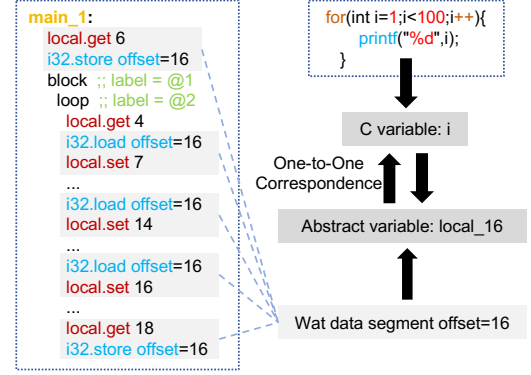 main_1:
local.get 6
i32.store offset=16
block ;; label = @1
loop ;; label = @2
local.get 4
i32.load offset=16
local.set 7
...
i32.load offset=16
local.set 14
...
i32.load offset=16
local.set 16
...
local.get 18
i32.store offset=16
for(int i=1;i<100;i++){
printf("%d",i);
}
C variable: i
One-to-One
Correspondence
Abstract variable: local_16
Wat data segment offset=16